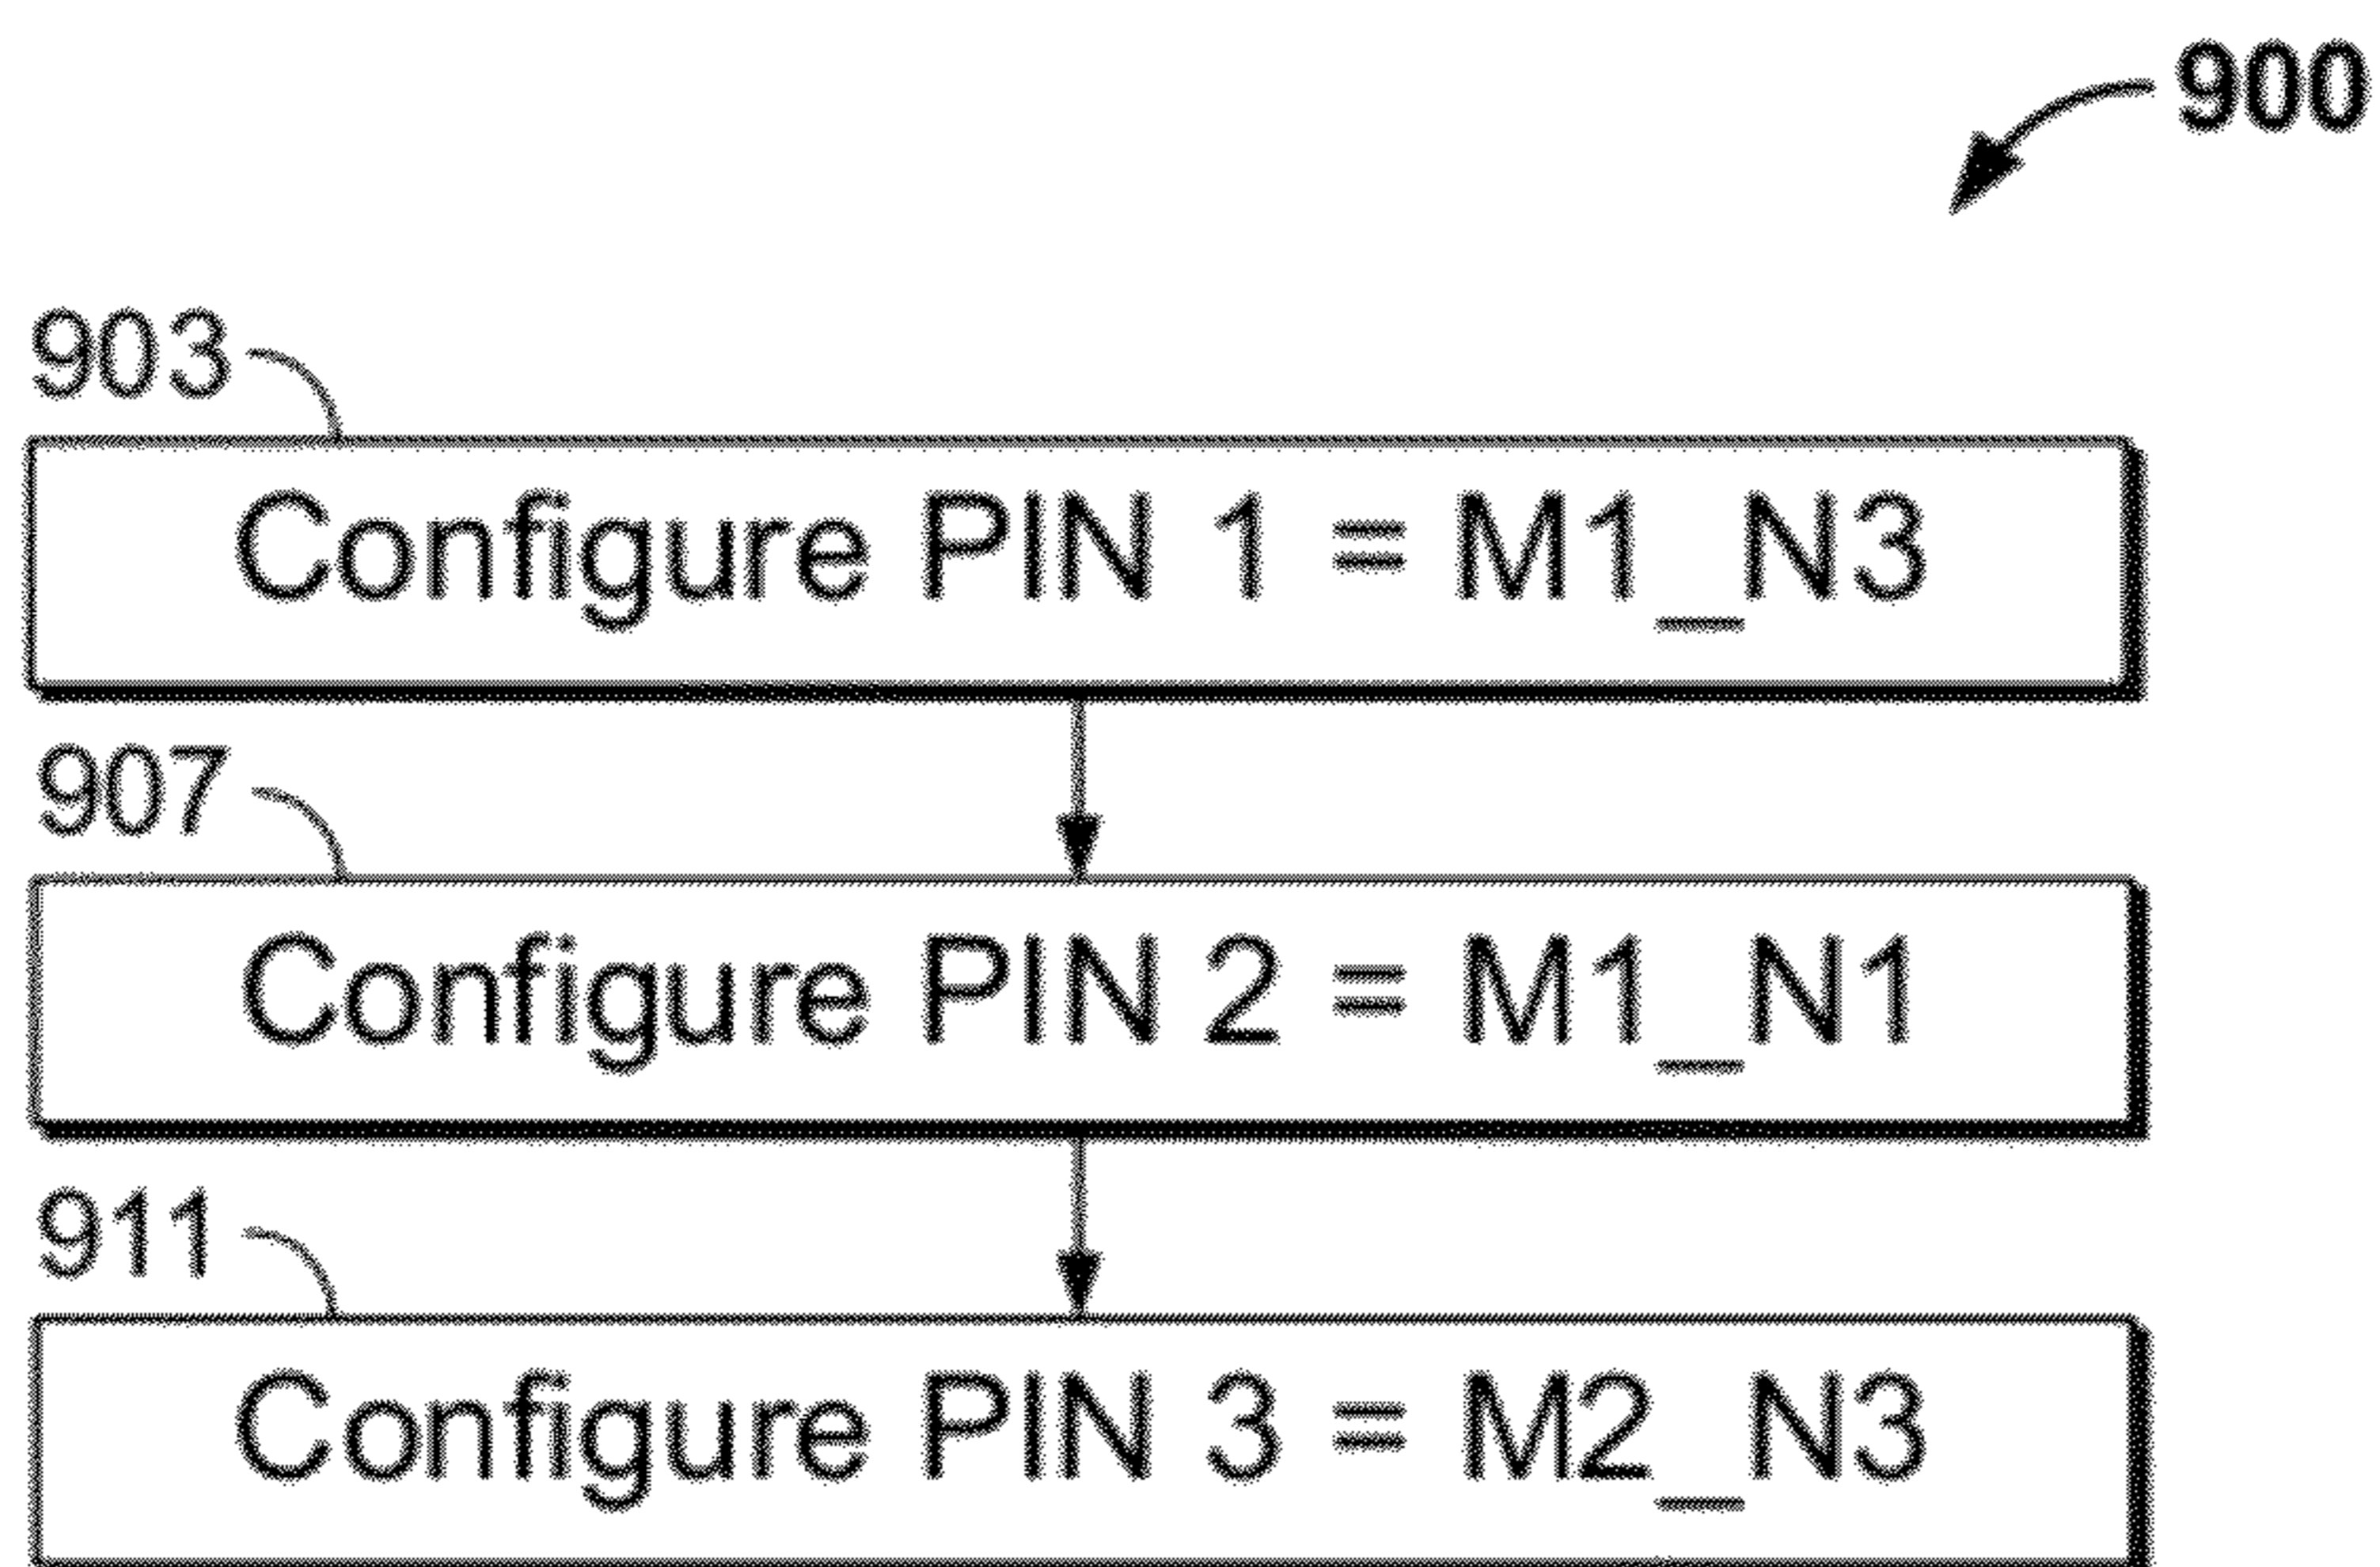 900
903
Configure PIN 1 = M1_N3
907
Configure PIN 2 = M1_N1
911
Configure PIN 3 = M2_N3